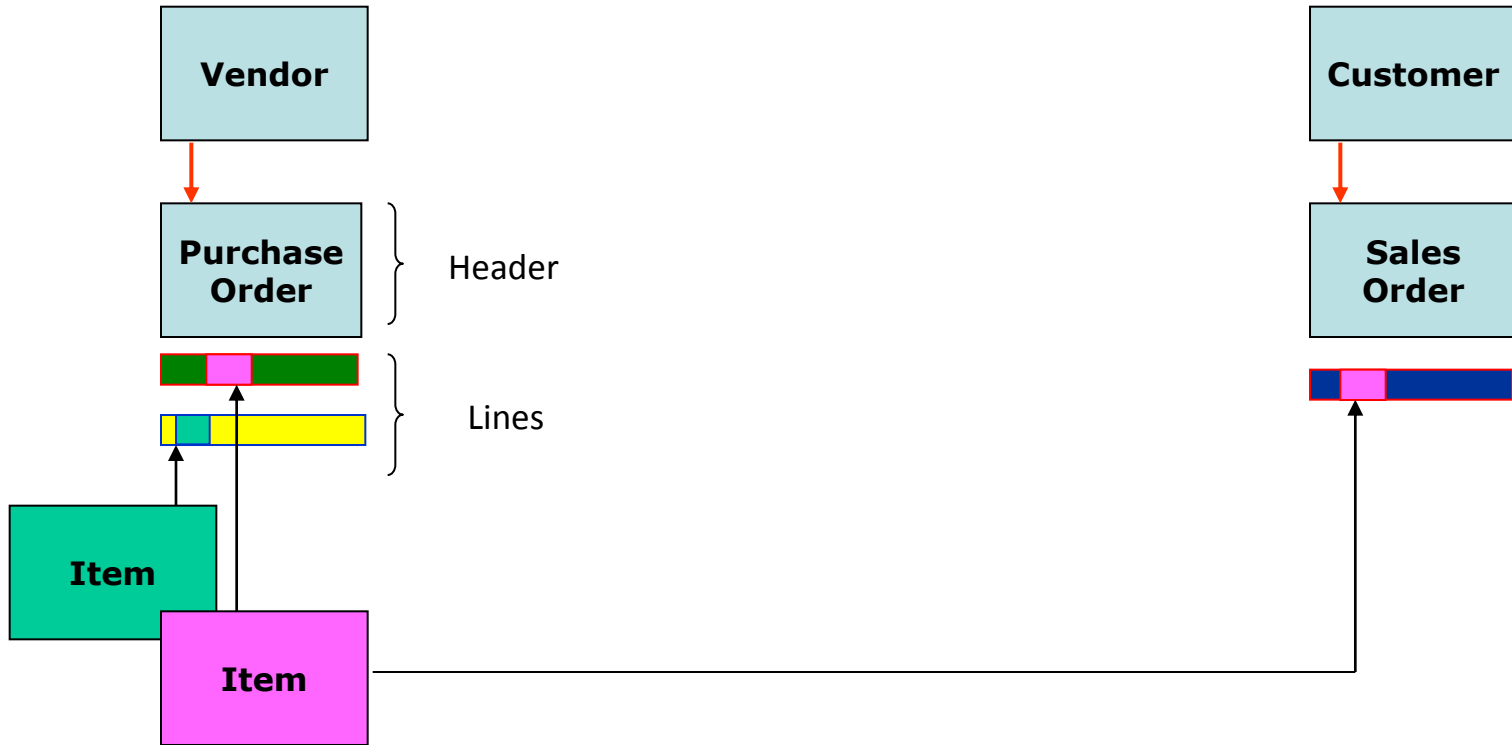 Vendor
Customer
Purchase
Order
Header
Sales
Order
Lines
Item
Item